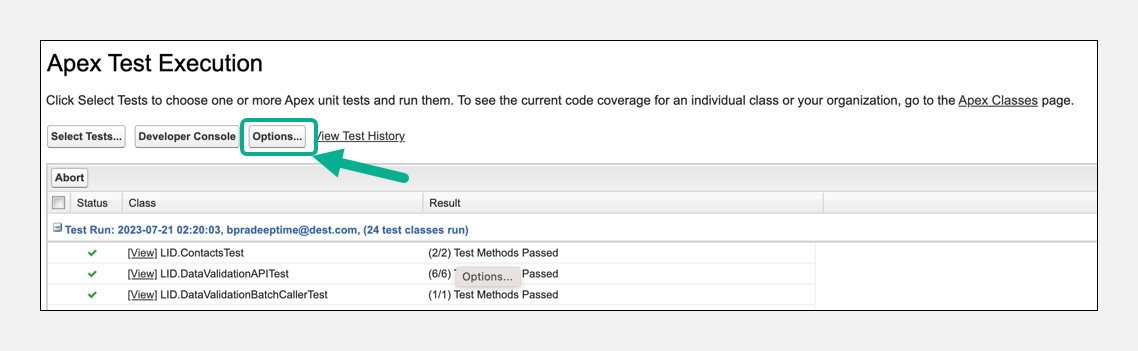 Apex Test Execution
Click Select Tests to choose one or more Apex unit tests and run them. To see the current code coverage for an individual class or your organization, go to the Apex Classes page.
Select Tests... Developer Console Options... View Test History
Abort
Status Class Result
Test Run: 2023-07-21 02:20:03, bpradeeptime@dest.com, (24 test classes run)
[View] LID.ContactsTest (2/2) Test Methods Passed
[View] LID.DataValidationAPITest (6/6) Passed
Options...
[View] LID.DataValidationBatchCallerTest (1/1) Test Methods Passed